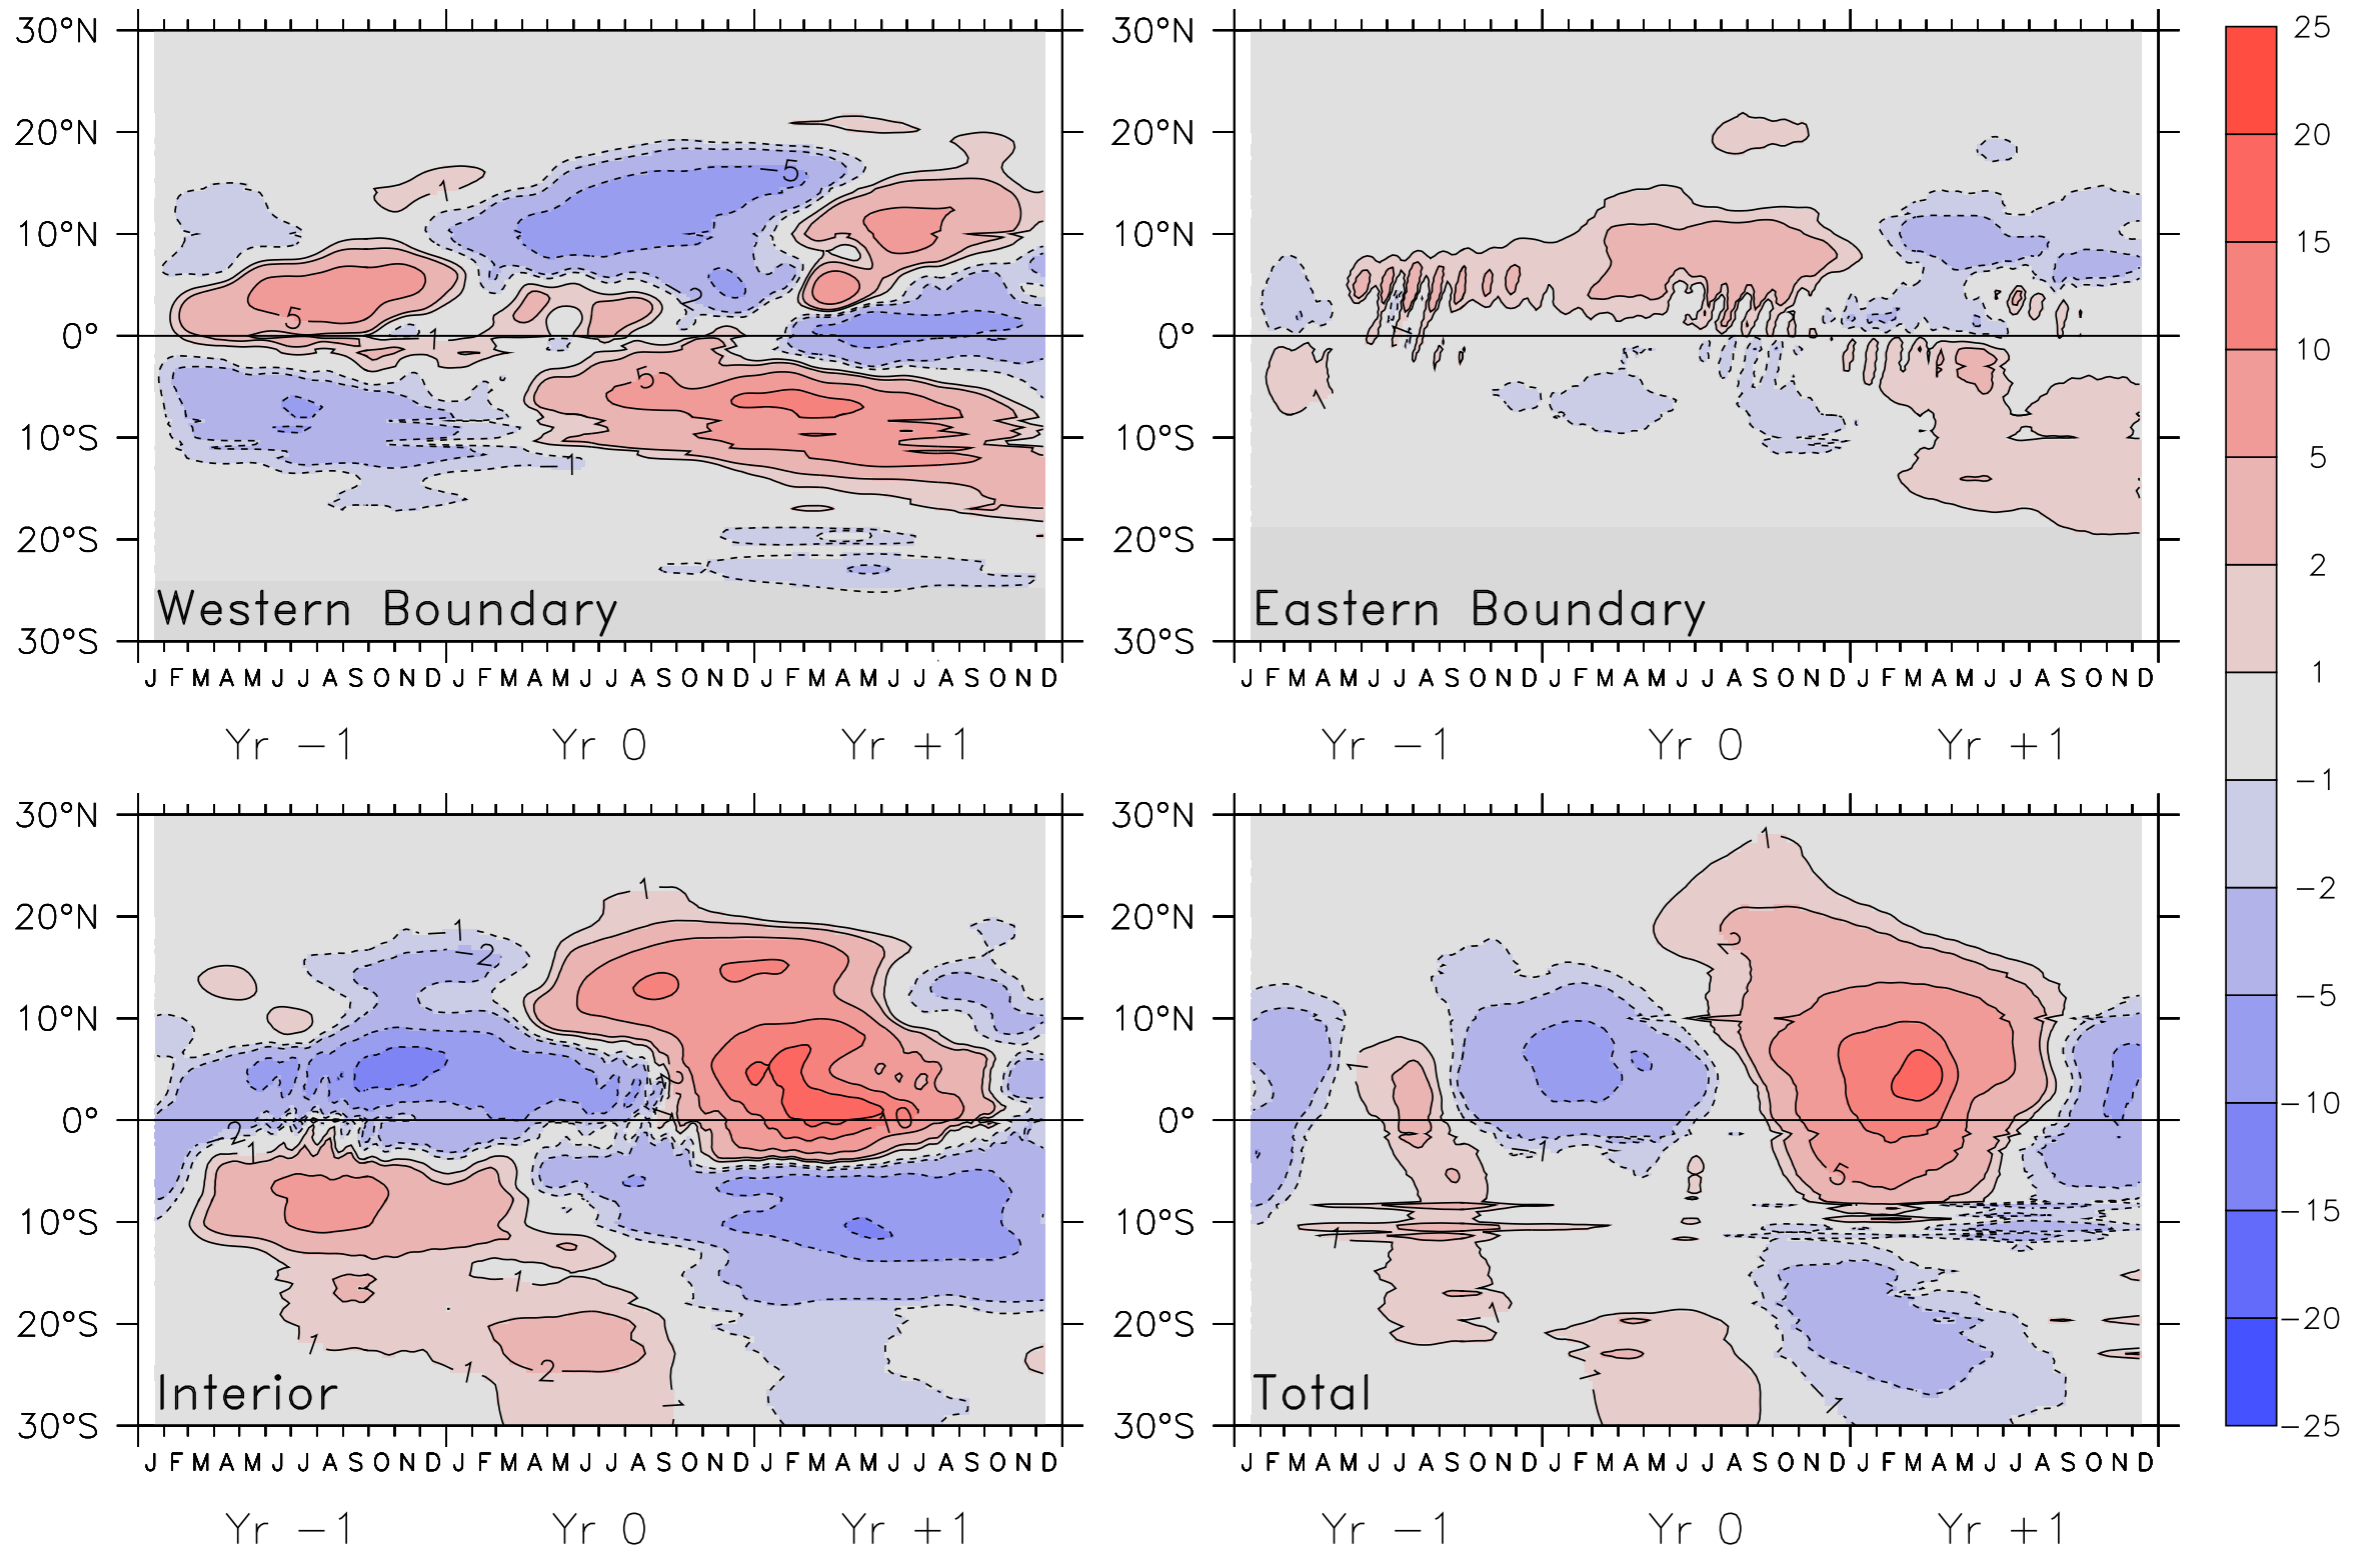 30°N 30°N 25
20°N 20°N 20
15
10°N 10°N
0° 0° 10
5
10°S 10°S
2
20°S 20°S
Western Boundary Eastern Boundary
30°S 30°S 1
J F M A M J J A S O N D J F M A M J J A S O N D J F M A M J J A S O N D
J F M A M J J A S O N D J F M A M J J A S O N D J F M A M J J A S O N D
Yr −1 Yr 0 Yr +1 Yr −1 Yr 0 Yr +1
−1
30°N 30°N
−2
20°N 20°N
−5
10°N 10°N
−10
0° 0°
−15
10°S 10°S
−20
20°S 20°S
Interior Total
30°S 30°S −25
J F M A M J J A S O N D J F M A M J J A S O N D J F M A M J J A S O N D
J F M A M J J A S O N D J F M A M J J A S O N D J F M A M J J A S O N D
Yr −1 Yr 0 Yr +1 Yr −1 Yr 0 Yr +1